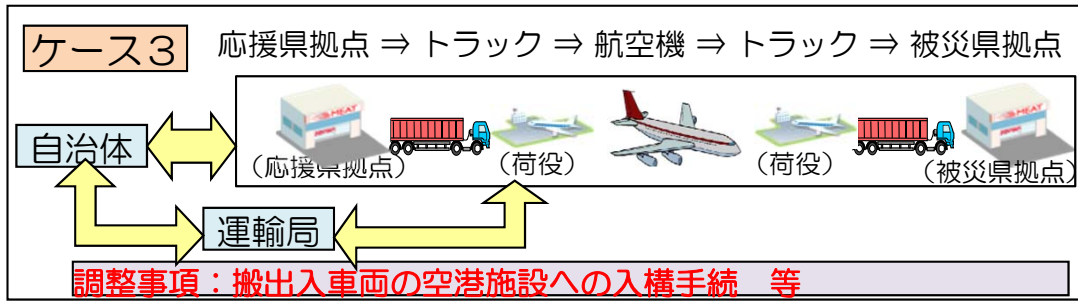 ケース3
応援県拠点 ⇒ トラック ⇒ 航空機 ⇒ トラック ⇒ 被災県拠点
自治体
(応援県拠点)
(荷役)
(荷役)
(被災県拠点)
運輸局
調整事項：搬出入車両の空港施設への入構手続　等